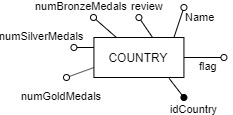 numBronzeMedals review
Name
numSilverMedals
COUNTRY
flag
numGoldMedals
idCountry